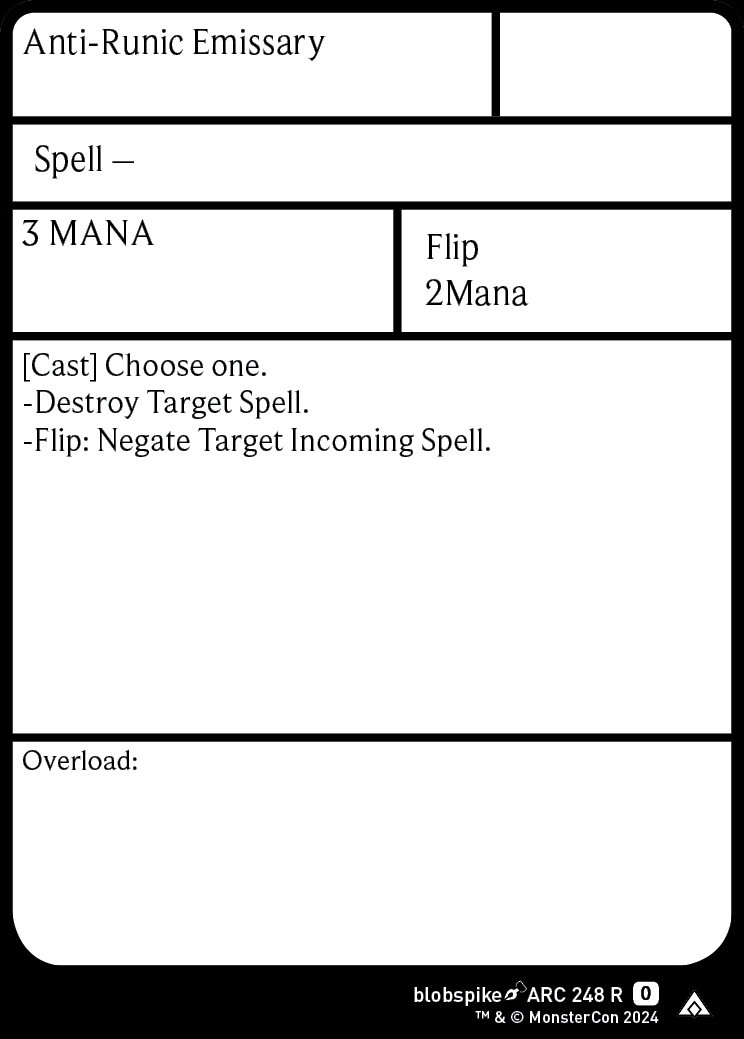 Anti-Runic Emissary
Spell –
3 MANA
Flip
2Mana
[Cast] Choose one.
-Destroy Target Spell.
-Flip: Negate Target Incoming Spell.
Overload:
blobspike ARC 248 R 0
™ & © MonsterCon 2024